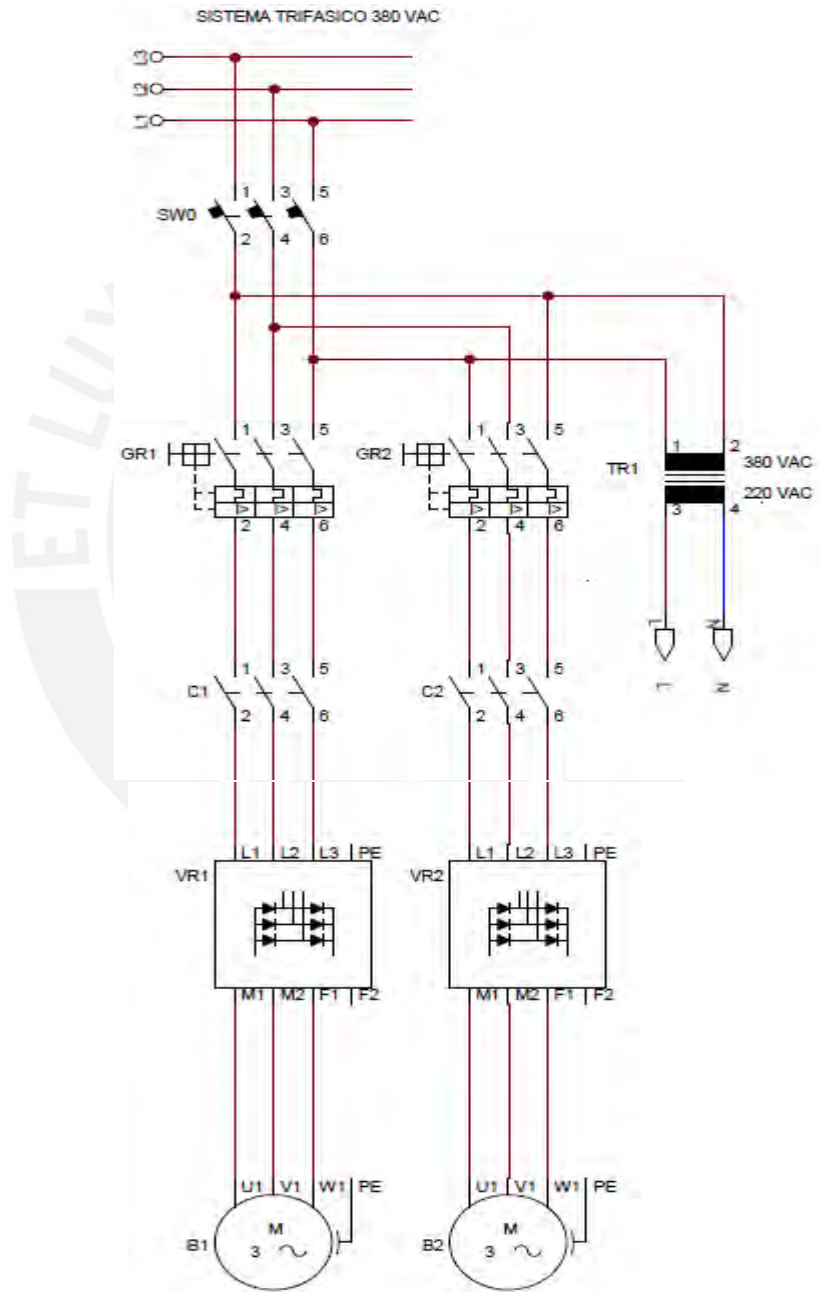 SISTEMA TRIFASICO 380 VAC
L3
L2
L1
1 3 5
SW0
2 4 6
1 3 5
GR1
2 4 6
1 3 5
GR2
2 4 6
TR1
1 2
380 VAC
220 VAC
3 4
L N
L N
1 3 5
C1
2 4 6
1 3 5
C2
2 4 6
L1 L2 L3 PE
VR1
M1 M2 F1 F2
L1 L2 L3 PE
VR2
M1 M2 F1 F2
U1 V1 W1 PE
B1
M
3
U1 V1 W1 PE
B2
M
3
ET LUX